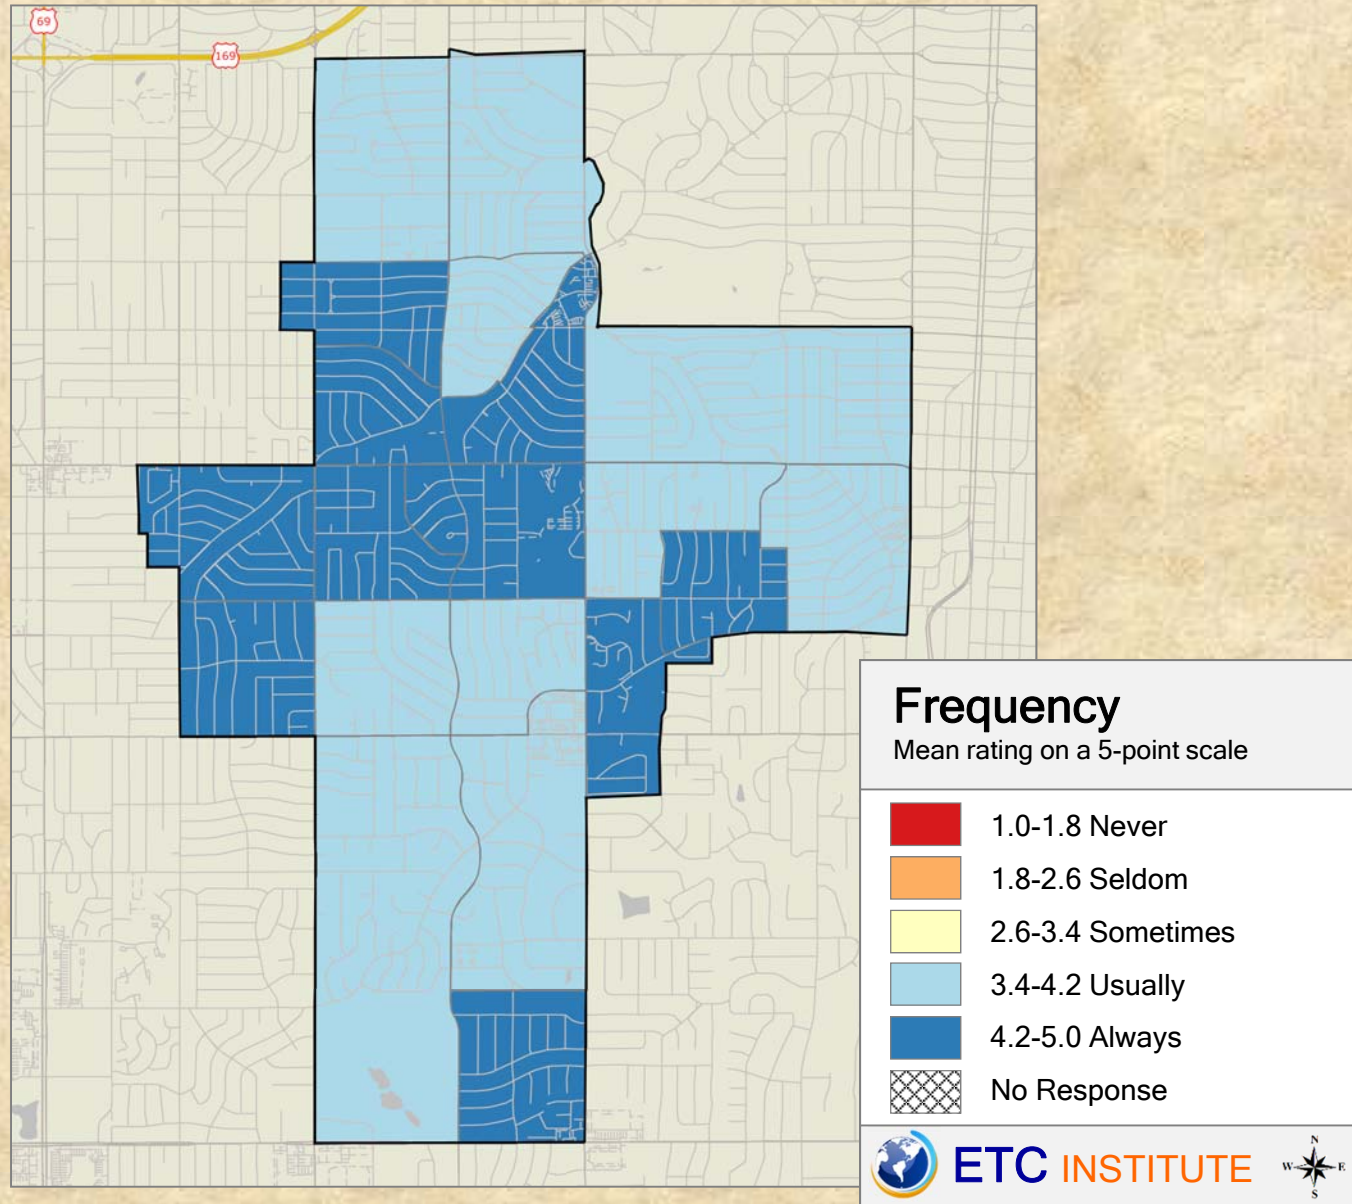 69
169
Frequency
Mean rating on a 5-point scale
1.0-1.8 Never
1.8-2.6 Seldom
2.6-3.4 Sometimes
3.4-4.2 Usually
4.2-5.0 Always
No Response
ETC INSTITUTE
N
W E
S